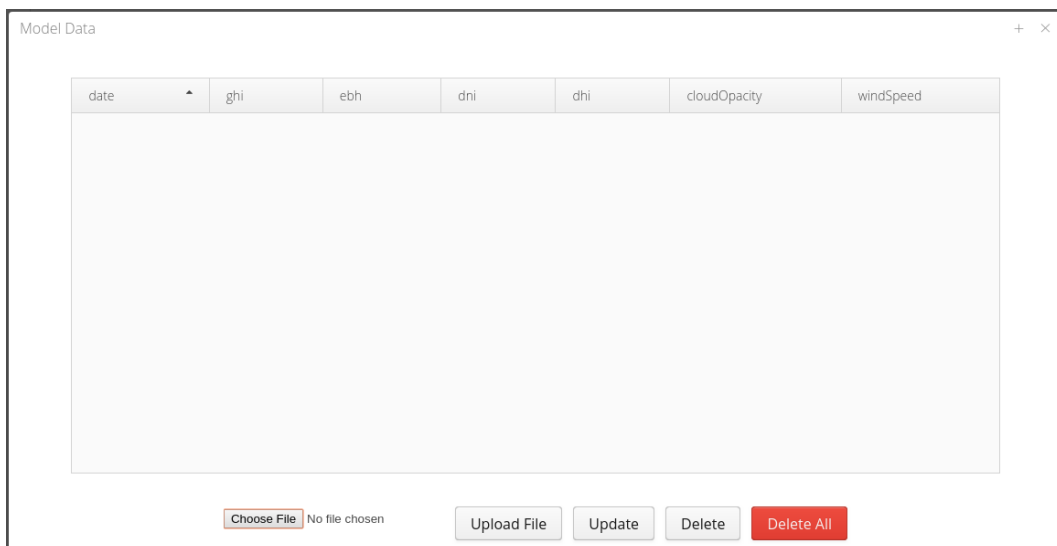 Model Data
date ghi ebh dni dhi cloudOpacity windSpeed
Choose File No file chosen Upload File Update Delete Delete All